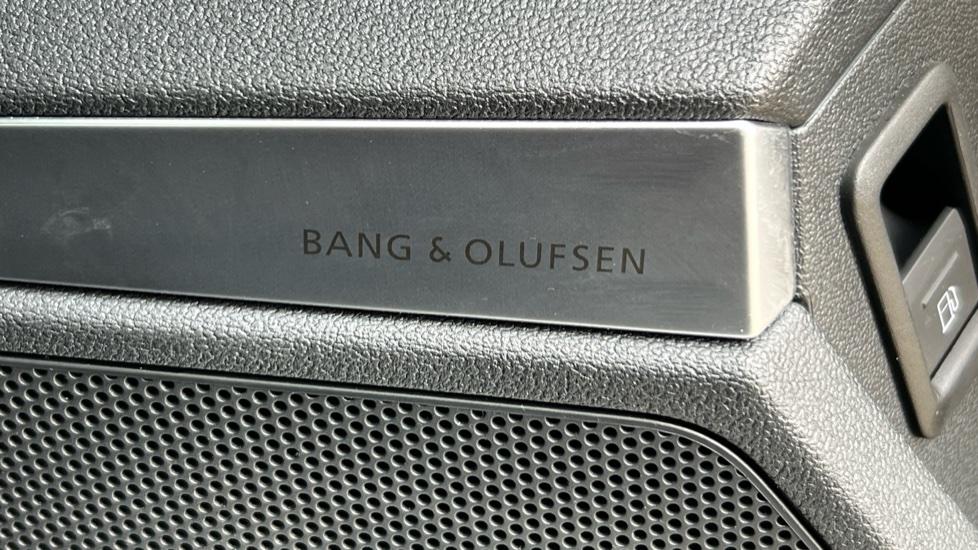 BANG & OLUFSEN